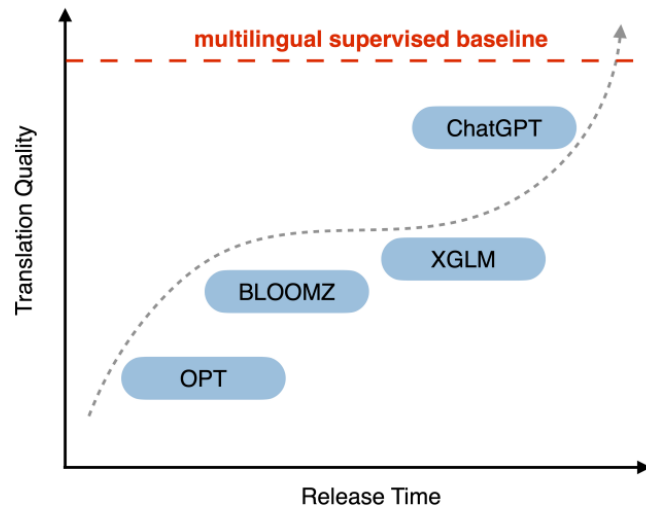 multilingual supervised baseline
ChatGPT
XGLM
BLOOMZ
OPT
Translation Quality
Release Time